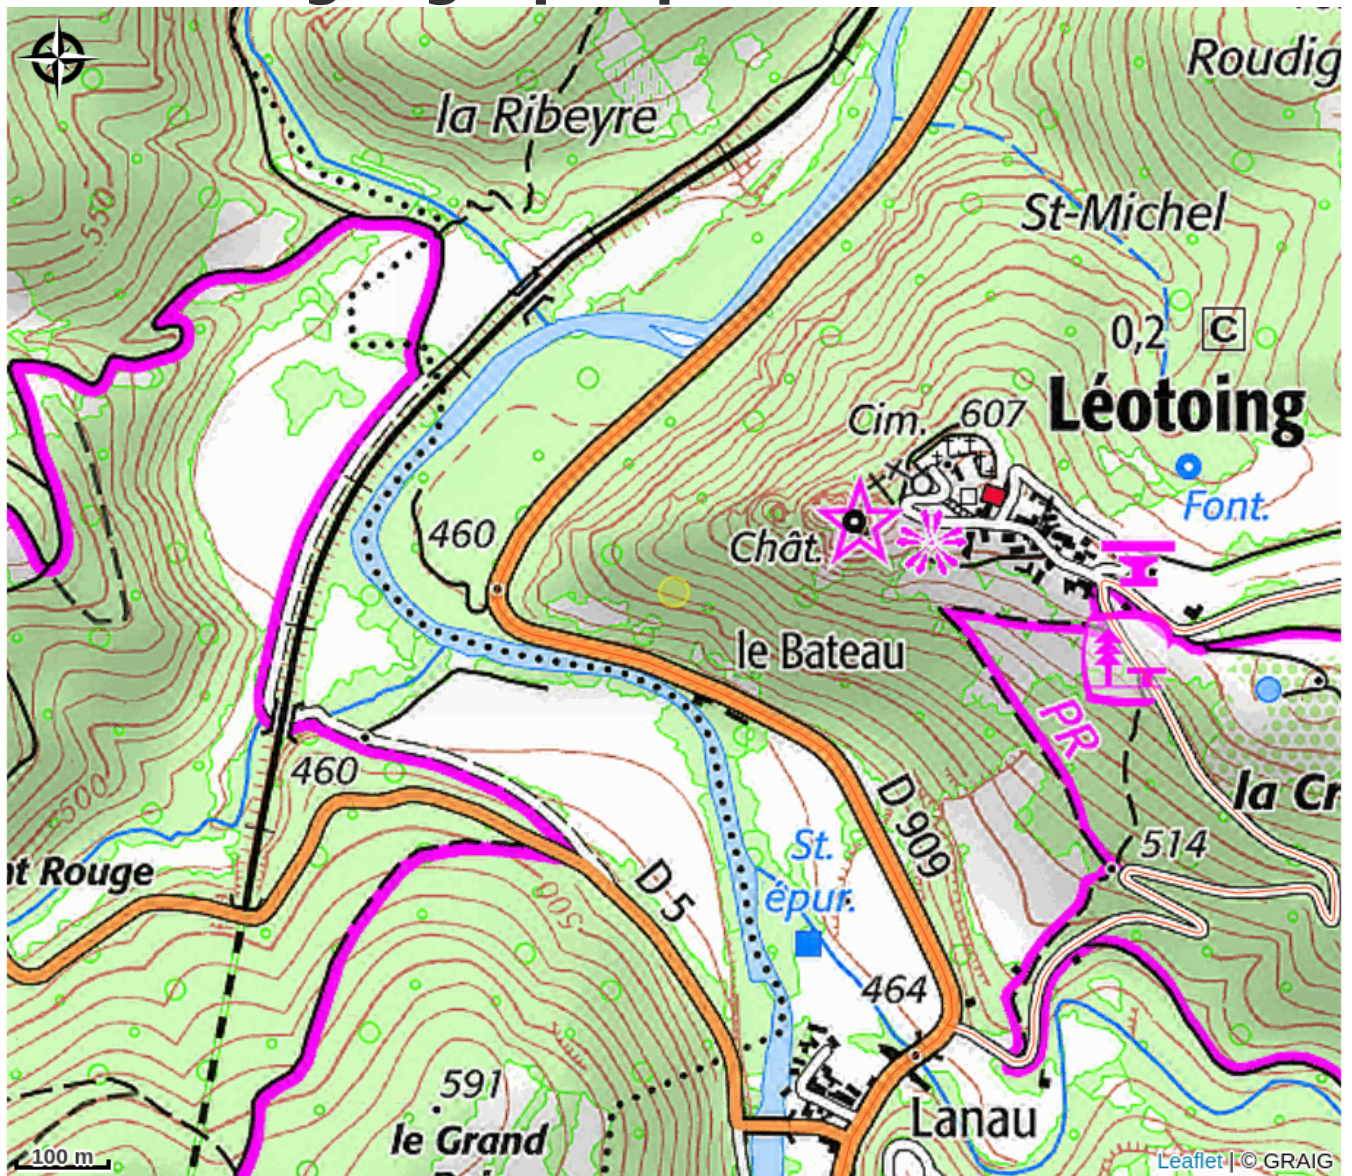 Roudig
la Ribeyre
550
St-Michel
0,2 C
Léotoing
Cim. 607
Font.
460
Chât.
le Bateau
PR
460
500
la Cr
D 909
514
nt Rouge
St.
épur.
D 5
500
464
591
Lanau
le Grand
100 m
Leaflet | © GRAIG